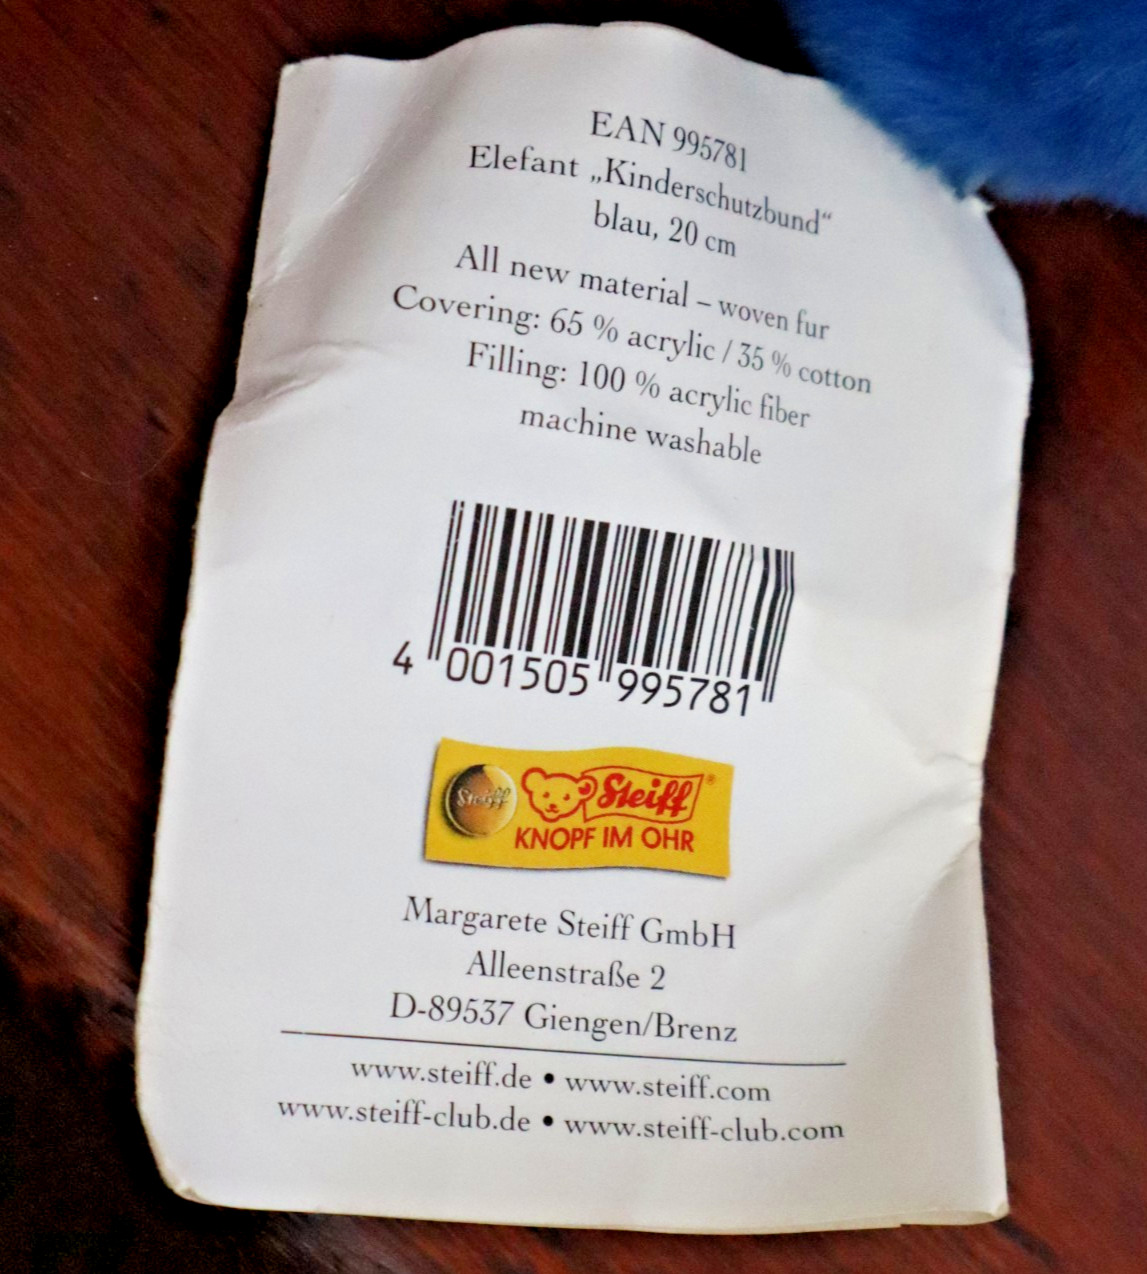 EAN 995781
Elefant „Kinderschutzbund“
blau, 20 cm
All new material – woven fur
Covering: 65 % acrylic / 35 % cotton
Filling: 100 % acrylic fiber
machine washable
4 001505 995781
Steiff
Steiff®
KNOPF IM OHR
Margarete Steiff GmbH
Alleenstraße 2
D-89537 Giengen/Brenz
www.steiff.de • www.steiff.com
www.steiff-club.de • www.steiff-club.com